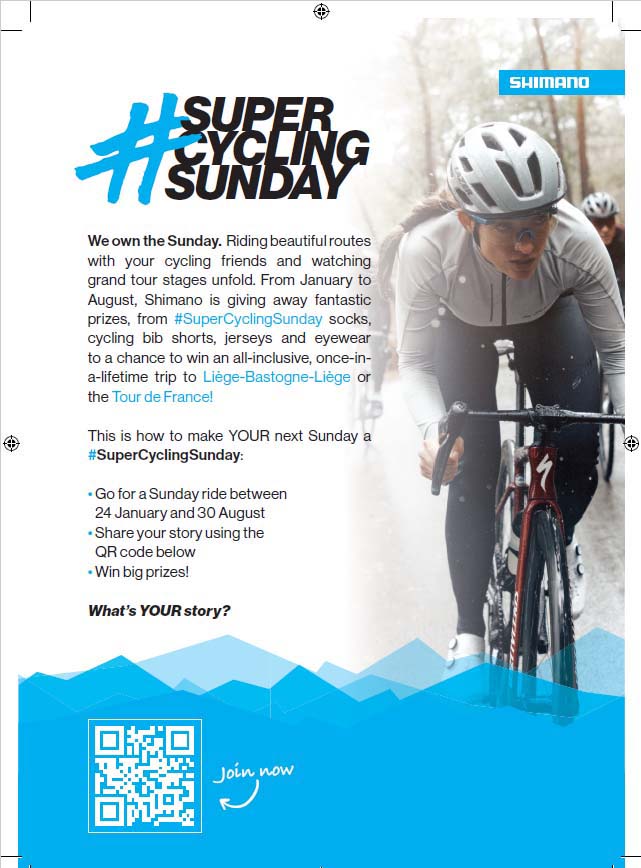 SHIMANO
#SUPER
CYCLING
SUNDAY
We own the Sunday. Riding beautiful routes
with your cycling friends and watching
grand tour stages unfold. From January to
August, Shimano is giving away fantastic
prizes, from #SuperCyclingSunday socks,
cycling bib shorts, jerseys and eyewear
to a chance to win an all-inclusive, once-in-
a-lifetime trip to Liège-Bastogne-Liège or
the Tour de France!
This is how to make YOUR next Sunday a
#SuperCyclingSunday:
• Go for a Sunday ride between
24 January and 30 August
• Share your story using the
QR code below
• Win big prizes!
What's YOUR story?
Join now